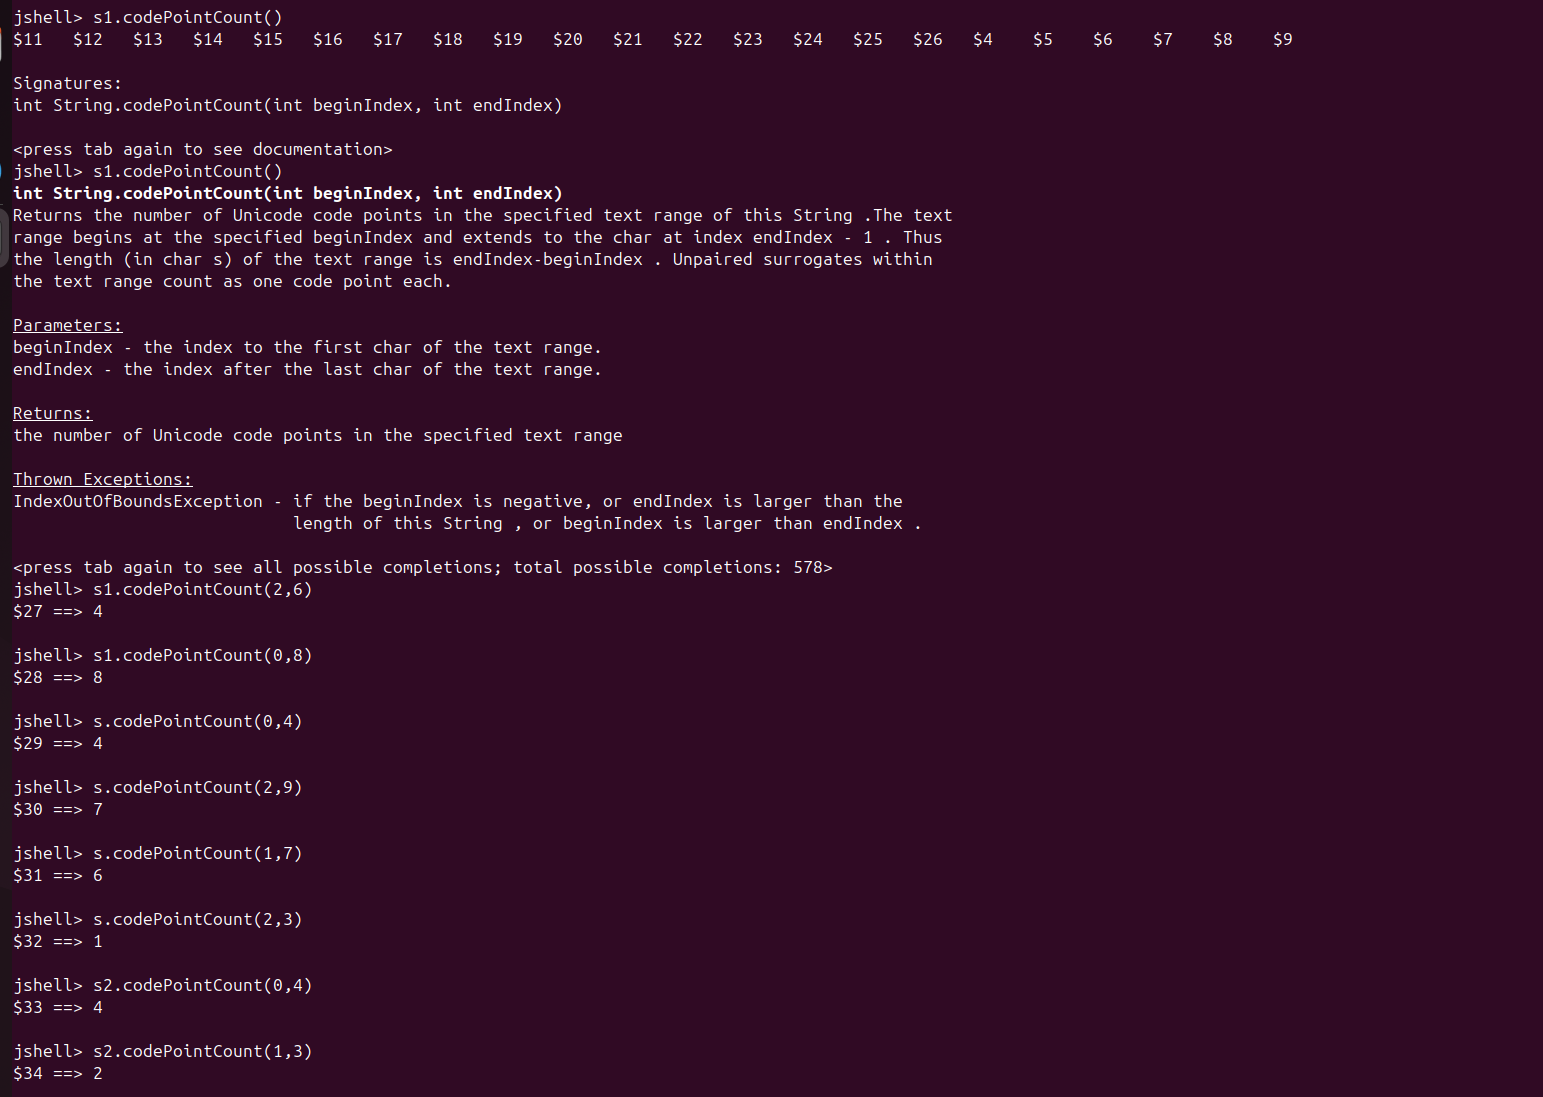 jshell> s1.codePointCount()
$11   $12   $13   $14   $15   $16   $17   $18   $19   $20   $21   $22   $23   $24   $25   $26   $4    $5    $6    $7    $8    $9
Signatures:
int String.codePointCount(int beginIndex, int endIndex)
<press tab again to see documentation>
jshell> s1.codePointCount()
int String.codePointCount(int beginIndex, int endIndex)
Returns the number of Unicode code points in the specified text range of this String .The text
range begins at the specified beginIndex and extends to the char at index endIndex - 1 . Thus
the length (in char s) of the text range is endIndex-beginIndex . Unpaired surrogates within
the text range count as one code point each.
Parameters:
beginIndex - the index to the first char of the text range.
endIndex - the index after the last char of the text range.
Returns:
the number of Unicode code points in the specified text range
Thrown Exceptions:
IndexOutOfBoundsException - if the beginIndex is negative, or endIndex is larger than the
length of this String , or beginIndex is larger than endIndex .
<press tab again to see all possible completions; total possible completions: 578>
jshell> s1.codePointCount(2,6)
$27 ==> 4
jshell> s1.codePointCount(0,8)
$28 ==> 8
jshell> s.codePointCount(0,4)
$29 ==> 4
jshell> s.codePointCount(2,9)
$30 ==> 7
jshell> s.codePointCount(1,7)
$31 ==> 6
jshell> s.codePointCount(2,3)
$32 ==> 1
jshell> s2.codePointCount(0,4)
$33 ==> 4
jshell> s2.codePointCount(1,3)
$34 ==> 2